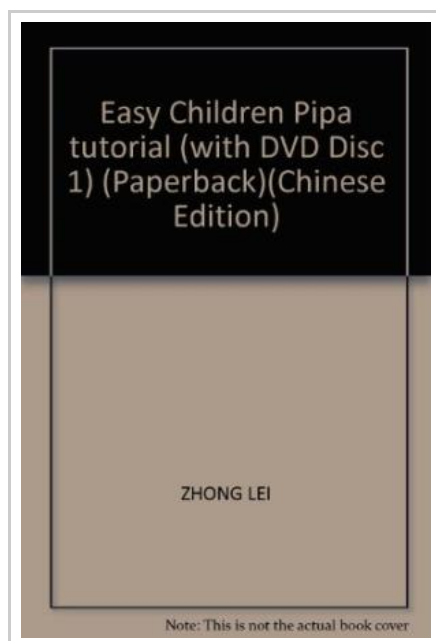 Easy Children Pipa
tutorial (with DVD Disc
1) (Paperback)(Chinese
Edition)
ZHONG LEI
Note: This is not the actual book cover